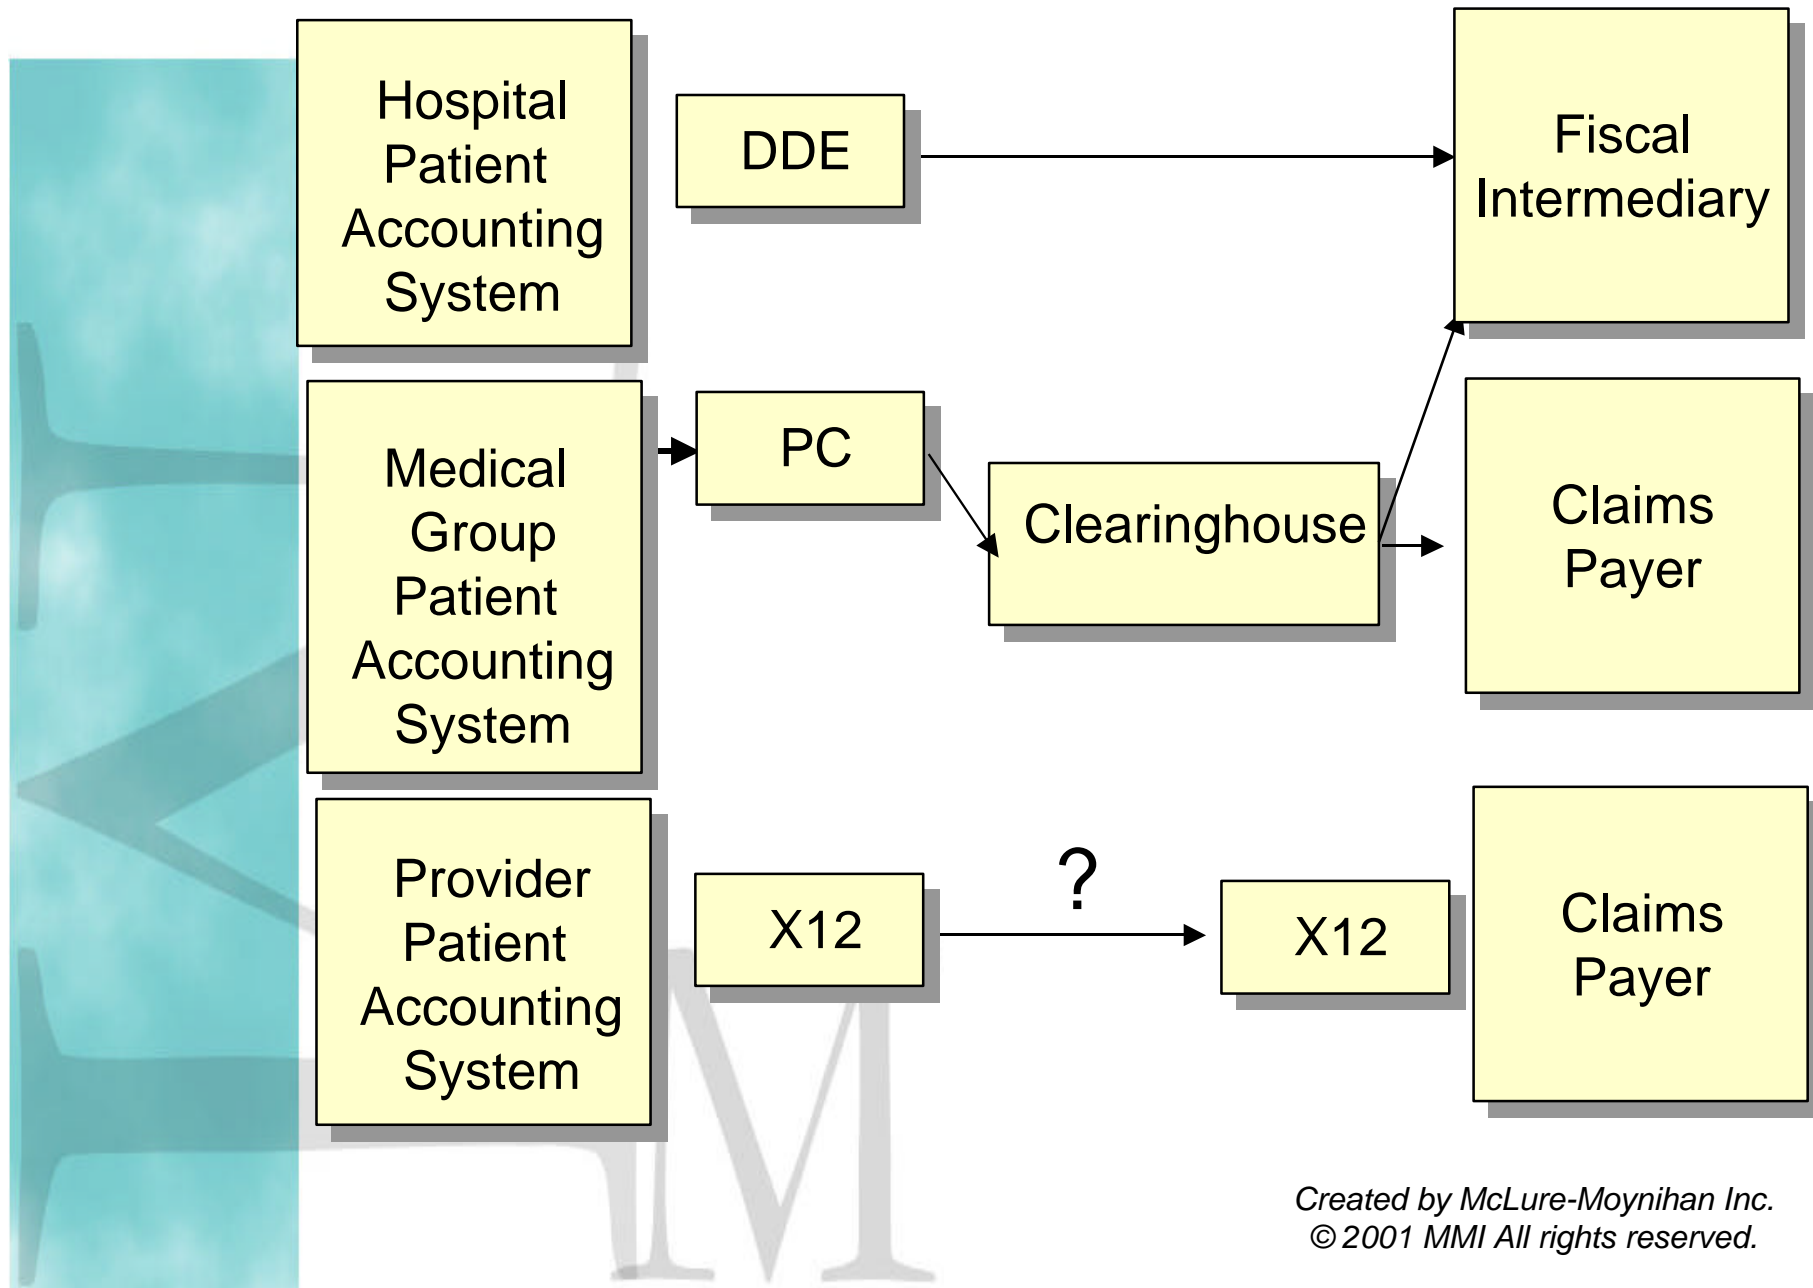 Hospital
Patient
Accounting
System
DDE
Fiscal
Intermediary
Medical
Group
Patient
Accounting
System
PC
Clearinghouse
Claims
Payer
Provider
Patient
Accounting
System
X12
?
X12
Claims
Payer
Created by McLure-Moynihan Inc.
© 2001 MMI All rights reserved.